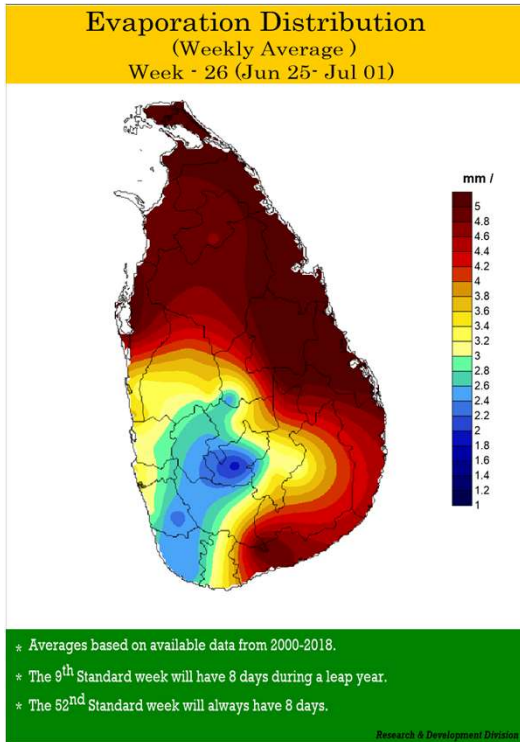 Evaporation Distribution
(Weekly Average )
Week - 26 (Jun 25- Jul 01)
mm /
5
4.8
4.6
4.4
4.2
4
3.8
3.6
3.4
3.2
3
2.8
2.6
2.4
2.2
2
1.8
1.6
1.4
1.2
1
* Averages based on available data from 2000-2018.
* The 9th Standard week will have 8 days during a leap year.
* The 52nd Standard week will always have 8 days.
Research & Development Division